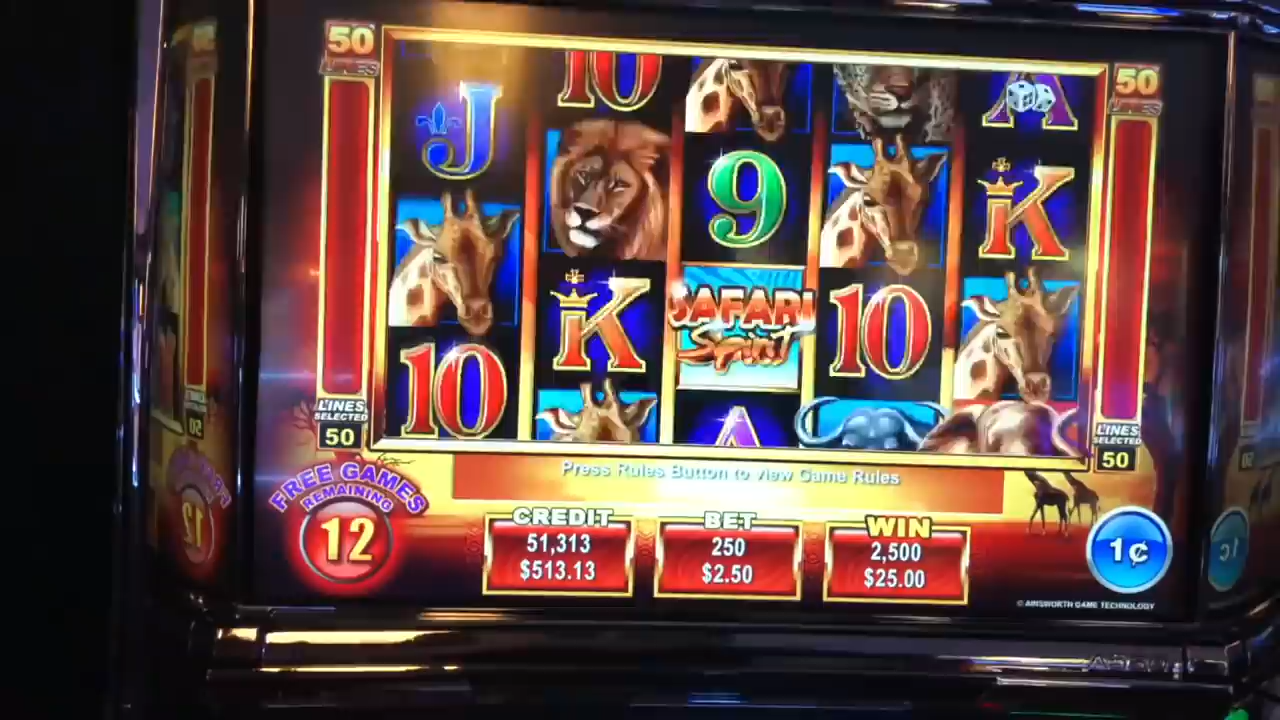 50
LINES
50
LINES
10
A
J
9
K
K
SAFARI
Spirit
10
10
A
LINES
SELECTED
50
LINES
SELECTED
50
Press Rules Button to View Game Rules
FREE GAMES
REMAINING
12
CREDIT
51,313
$513.13
BET
250
$2.50
WIN
2,500
$25.00
1¢
© AINSWORTH GAME TECHNOLOGY